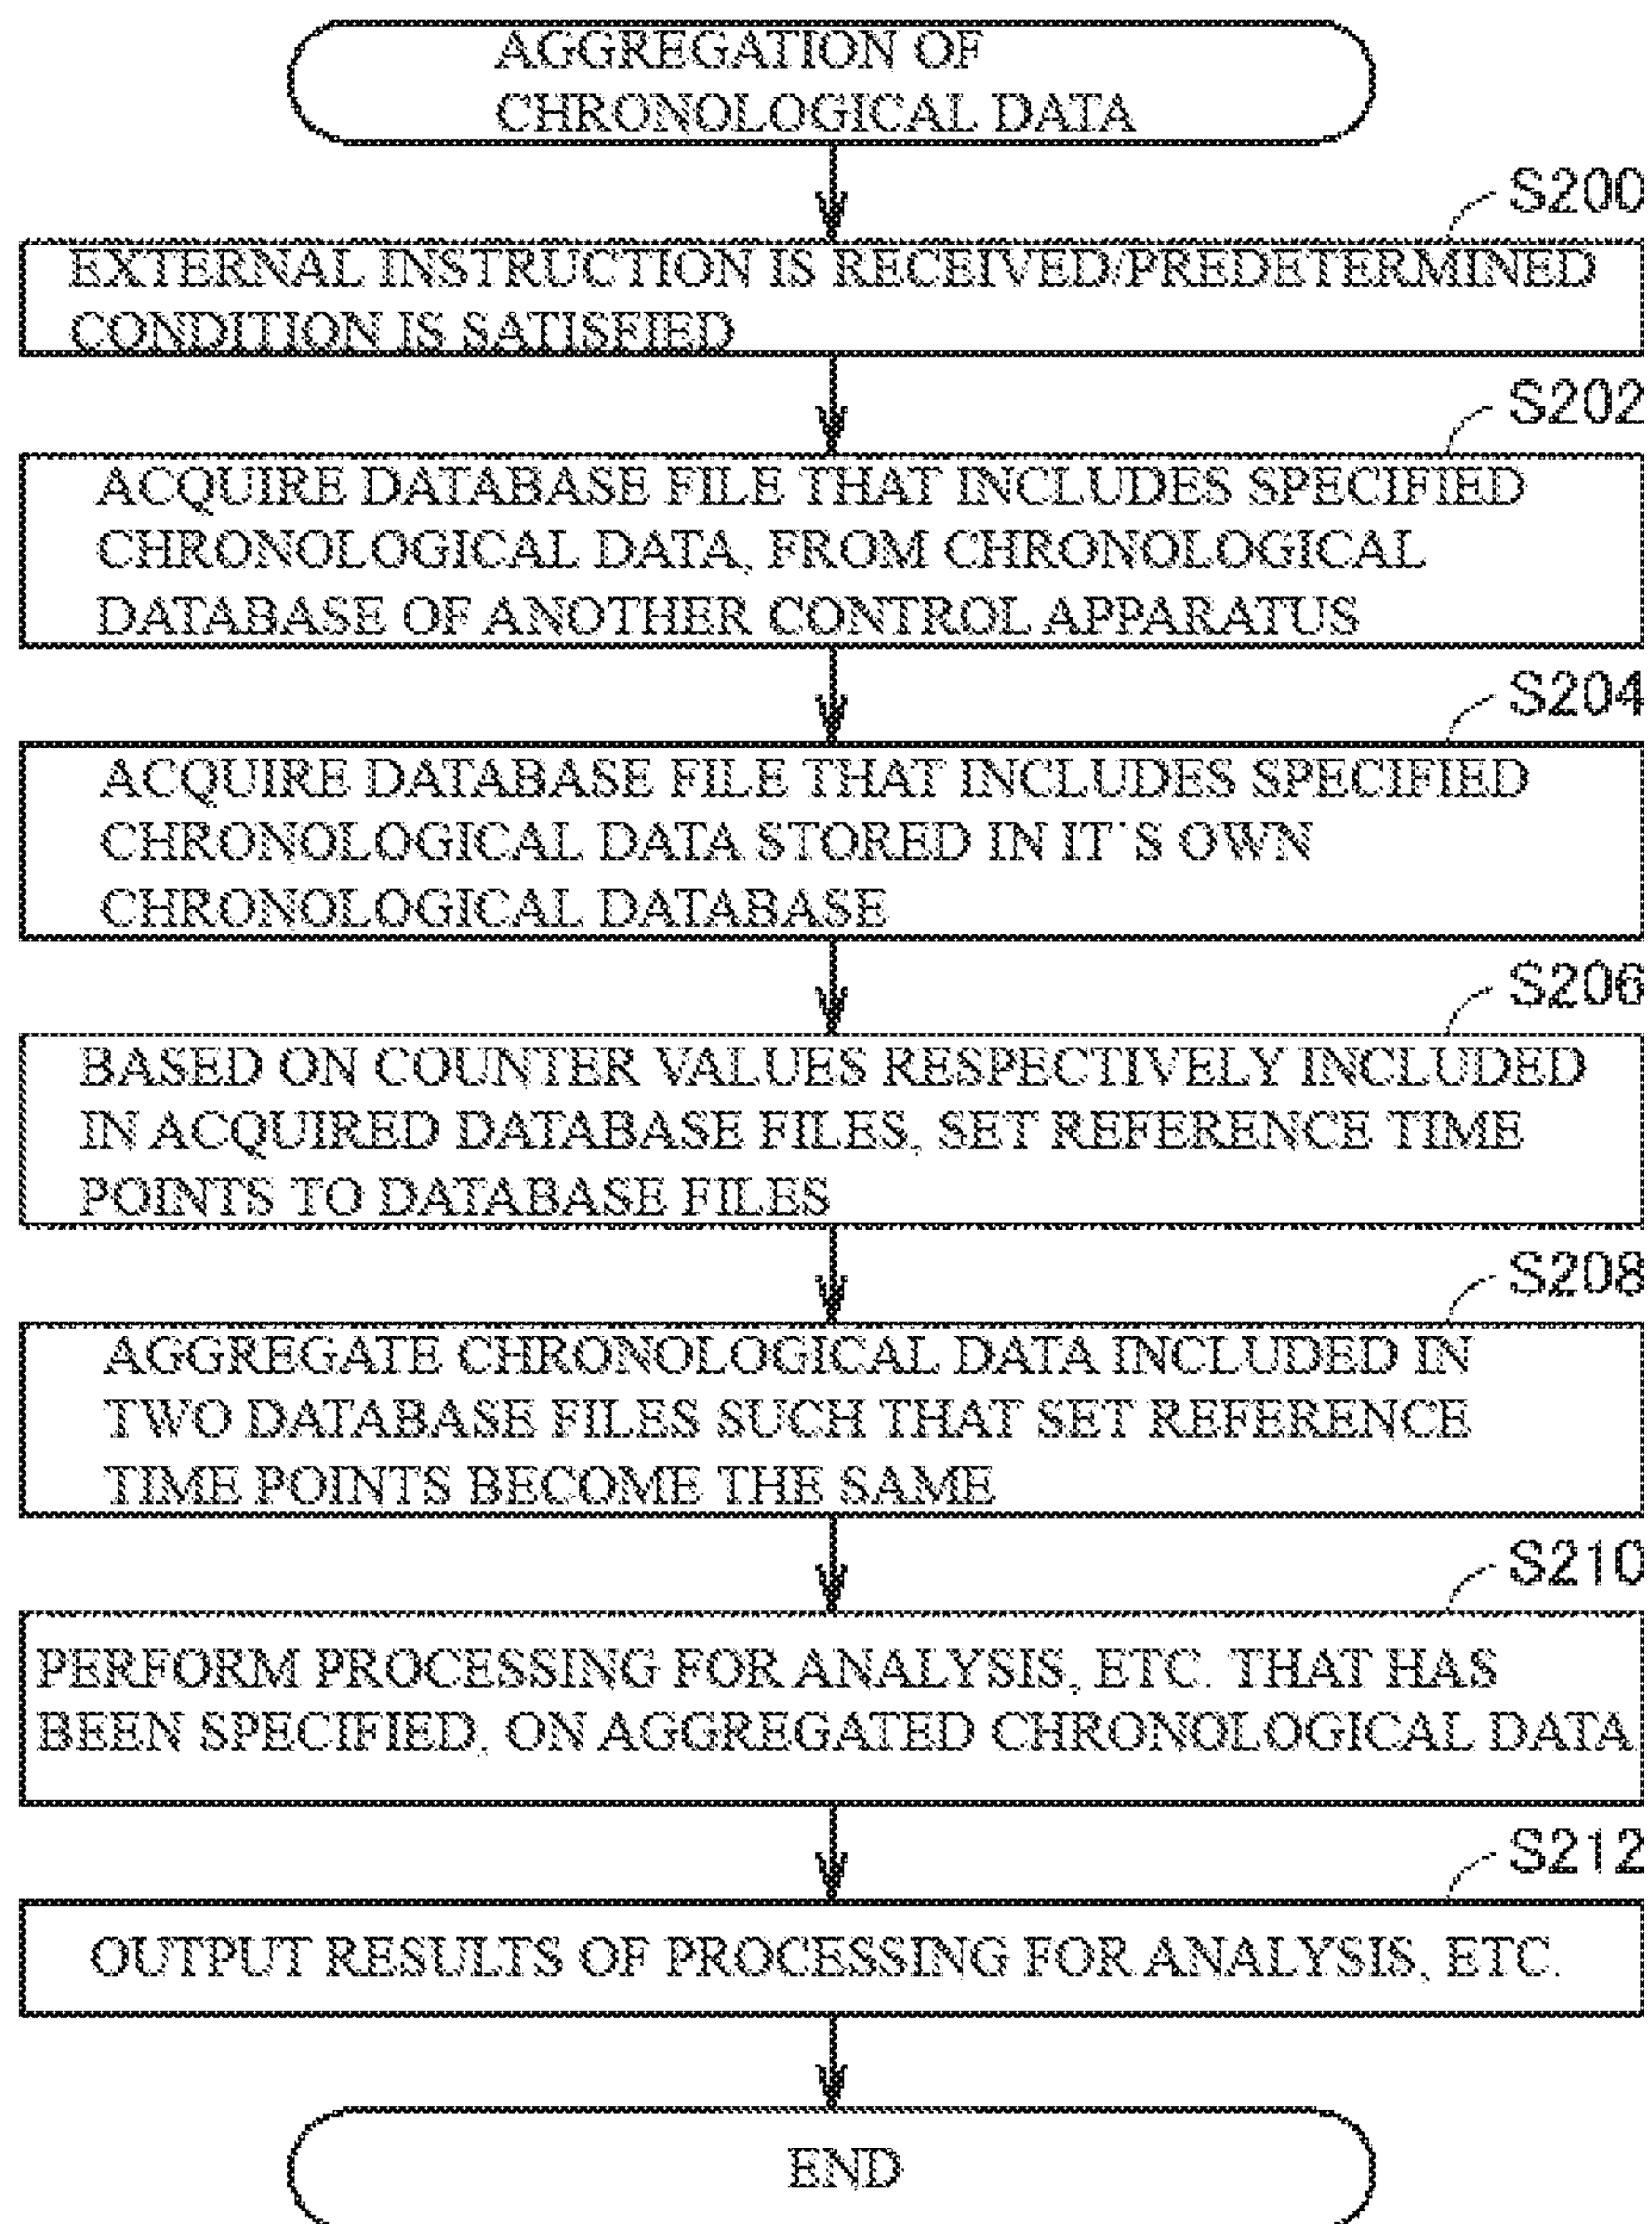 AGGREGATION OF
CHRONOLOGICAL DATA
S200
EXTERNAL INSTRUCTION IS RECEIVED/PREDETERMINED
CONDITION IS SATISFIED
S202
ACQUIRE DATABASE FILE THAT INCLUDES SPECIFIED
CHRONOLOGICAL DATA, FROM CHRONOLOGICAL
DATABASE OF ANOTHER CONTROL APPARATUS
S204
ACQUIRE DATABASE FILE THAT INCLUDES SPECIFIED
CHRONOLOGICAL DATA STORED IN IT'S OWN
CHRONOLOGICAL DATABASE
S206
BASED ON COUNTER VALUES RESPECTIVELY INCLUDED
IN ACQUIRED DATABASE FILES, SET REFERENCE TIME
POINTS TO DATABASE FILES
S208
AGGREGATE CHRONOLOGICAL DATA INCLUDED IN
TWO DATABASE FILES SUCH THAT SET REFERENCE
TIME POINTS BECOME THE SAME
S210
PERFORM PROCESSING FOR ANALYSIS, ETC. THAT HAS
BEEN SPECIFIED, ON AGGREGATED CHRONOLOGICAL DATA
S212
OUTPUT RESULTS OF PROCESSING FOR ANALYSIS, ETC.
END